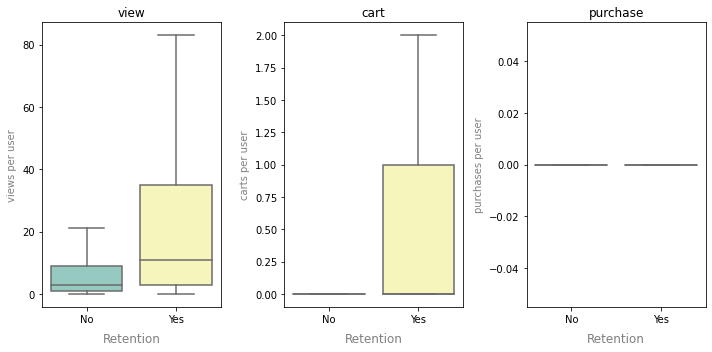 view
views per user
80
60
40
20
0
No
Yes
Retention
cart
carts per user
2.00
1.75
1.50
1.25
1.00
0.75
0.50
0.25
0.00
No
Yes
Retention
purchase
purchases per user
0.04
0.02
0.00
−0.02
−0.04
No
Yes
Retention